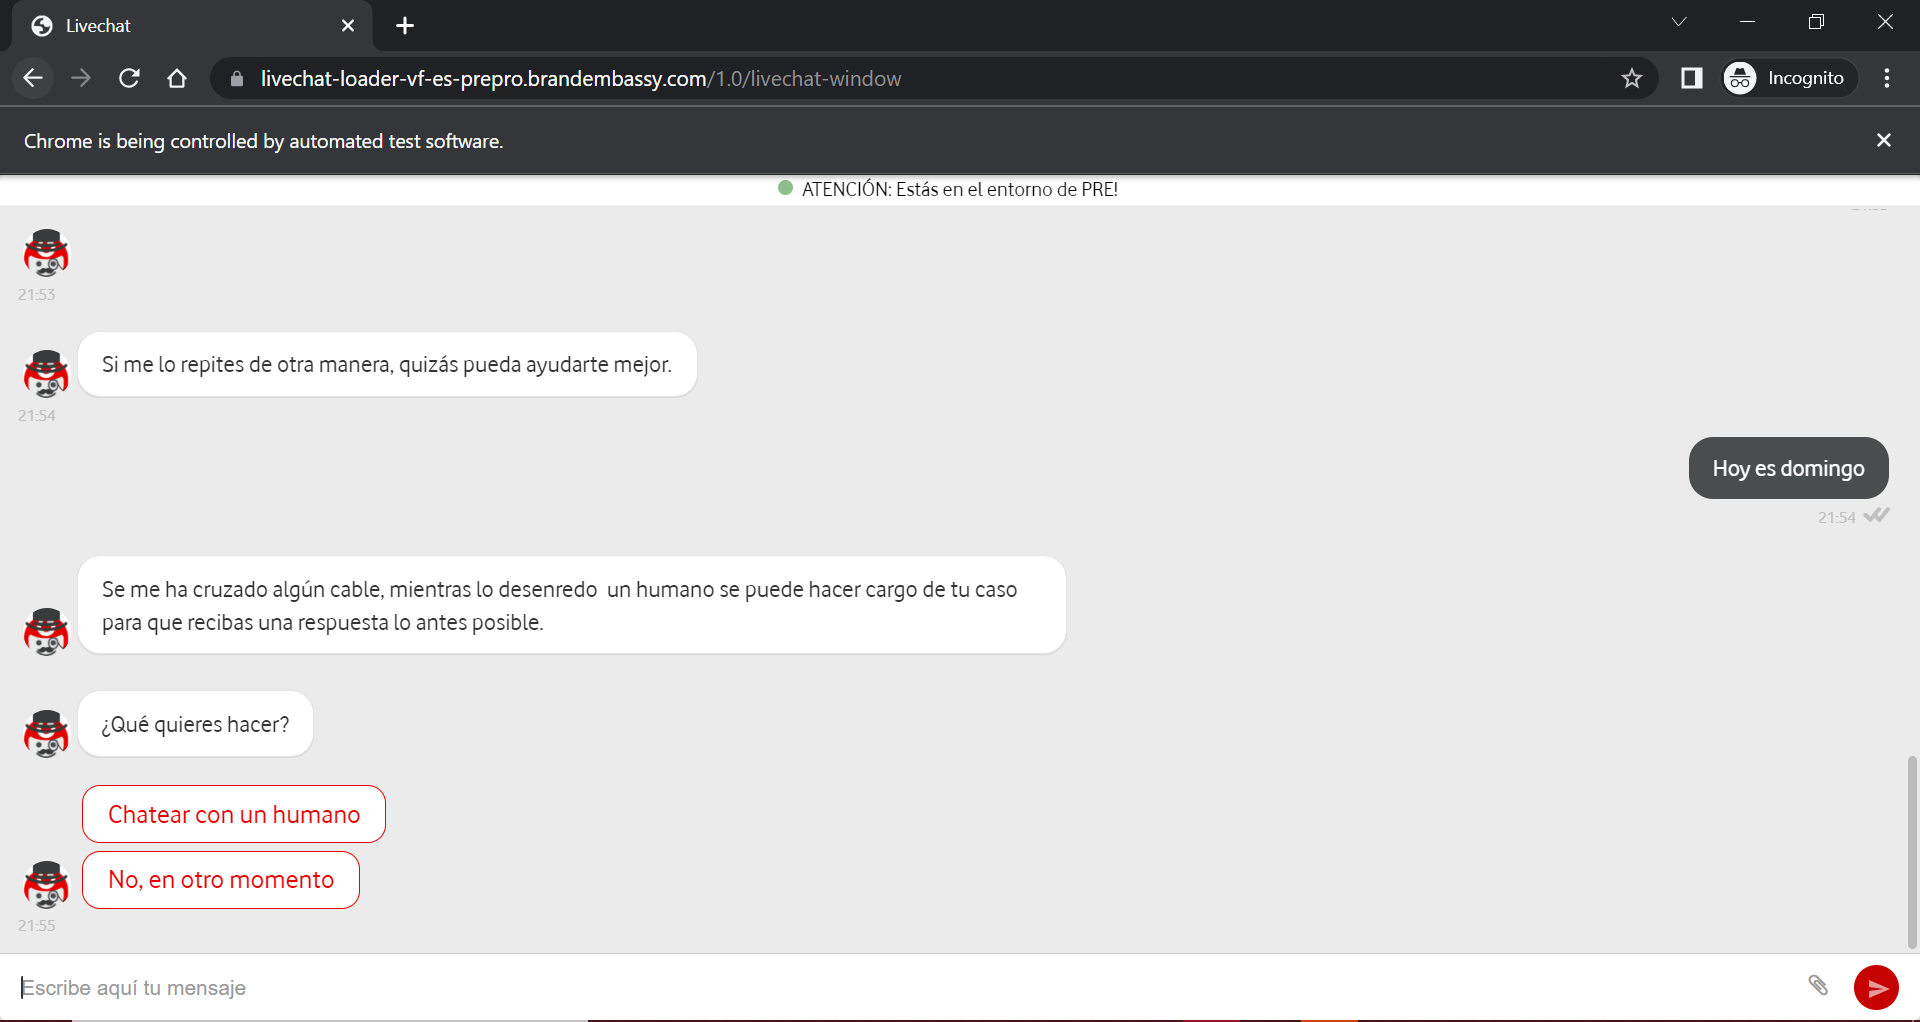 Livechat
livechat-loader-vf-es-prepro.brandembassy.com/1.0/livechat-window
Incognito
Chrome is being controlled by automated test software.
ATENCIÓN: Estás en el entorno de PRE!
21:53
Si me lo repites de otra manera, quizás pueda ayudarte mejor.
21:54
Hoy es domingo
21:54
Se me ha cruzado algún cable, mientras lo desenredo  un humano se puede hacer cargo de tu caso
para que recibas una respuesta lo antes posible.
¿Qué quieres hacer?
Chatear con un humano
No, en otro momento
21:55
Escribe aquí tu mensaje